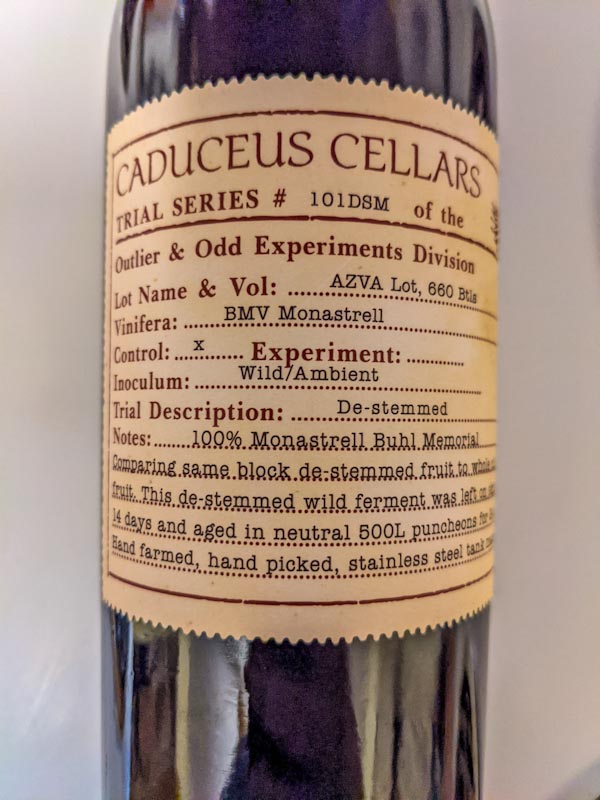 CADUCEUS CELLARS
TRIAL SERIES # 101DSM of the
Outlier & Odd Experiments Division
Lot Name & Vol: AZVA Lot, 660 Btls
Vinifera: BMV Monastrell
Control: x Experiment:
Inoculum: Wild/Ambient
Trial Description: De-stemmed
Notes: 100% Monastrell Buhl Memorial
Comparing same block de-stemmed fruit to
fruit. This de-stemmed wild ferment was left on
14 days and aged in neutral 500L puncheons for
Hand farmed, hand picked, stainless steel tank